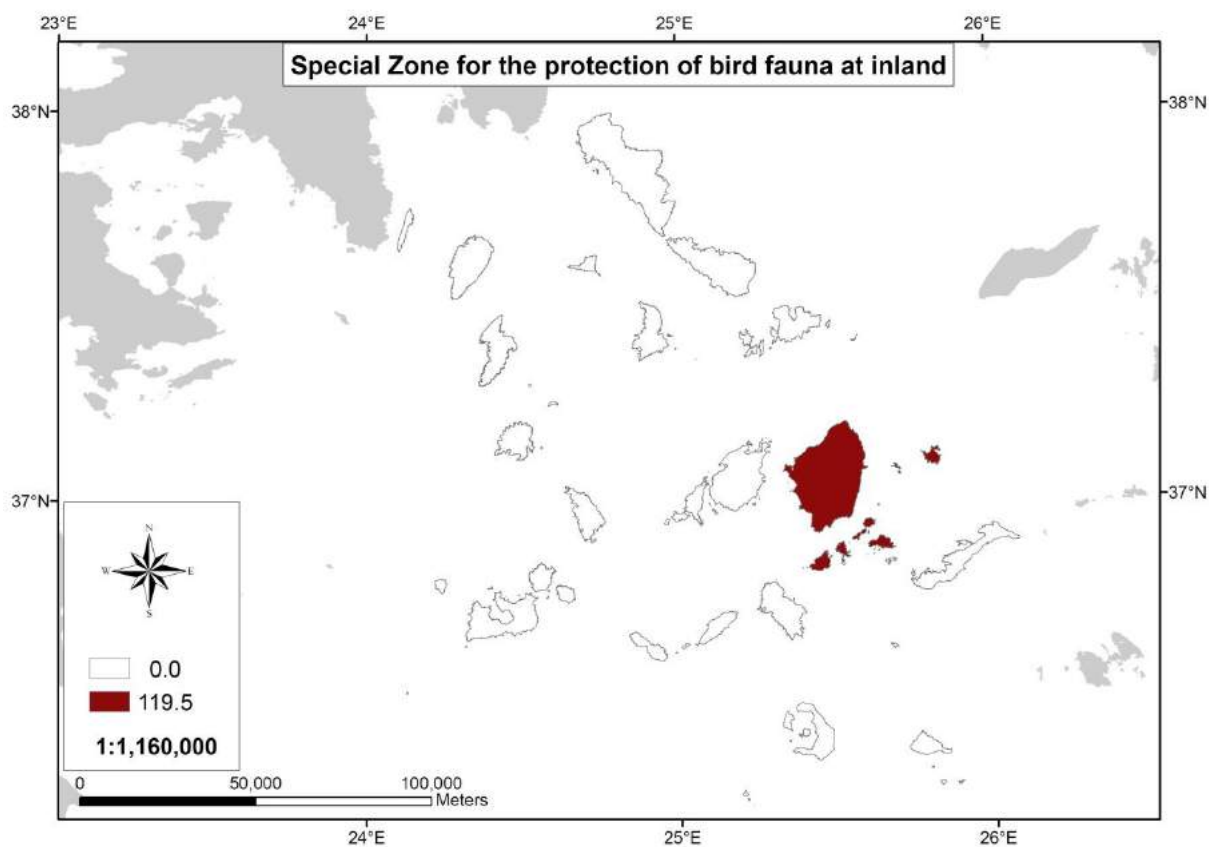 23°E 24°E 25°E 26°E
Special Zone for the protection of bird fauna at inland
38°N 38°N
37°N 37°N
N
W E
S
0.0
119.5
1:1,160,000
0 50,000 100,000
Meters
23°E 24°E 25°E 26°E